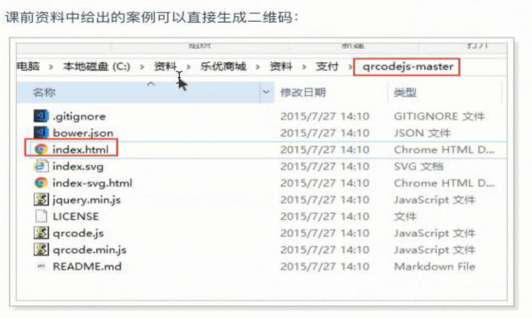 课前资料中给出的案例可以直接生成二维码：
组织 新建 打开
电脑 › 本地磁盘 (C:) › 资料 › 乐优商城 › 资料 › 支付 › qrcodejs-master
名称 修改日期 类型
.gitignore 2015/7/27 14:10 GITIGNORE 文件
bower.json 2015/7/27 14:10 JSON 文件
index.html 2015/7/27 14:10 Chrome HTML D...
index.svg 2015/7/27 14:10 SVG 文档
index-svg.html 2015/7/27 14:10 Chrome HTML D...
jquery.min.js 2015/7/27 14:10 JavaScript 文件
LICENSE 2015/7/27 14:10 文件
qrcode.js 2015/7/27 14:10 JavaScript 文件
qrcode.min.js 2015/7/27 14:10 JavaScript 文件
README.md 2015/7/27 14:10 Markdown File